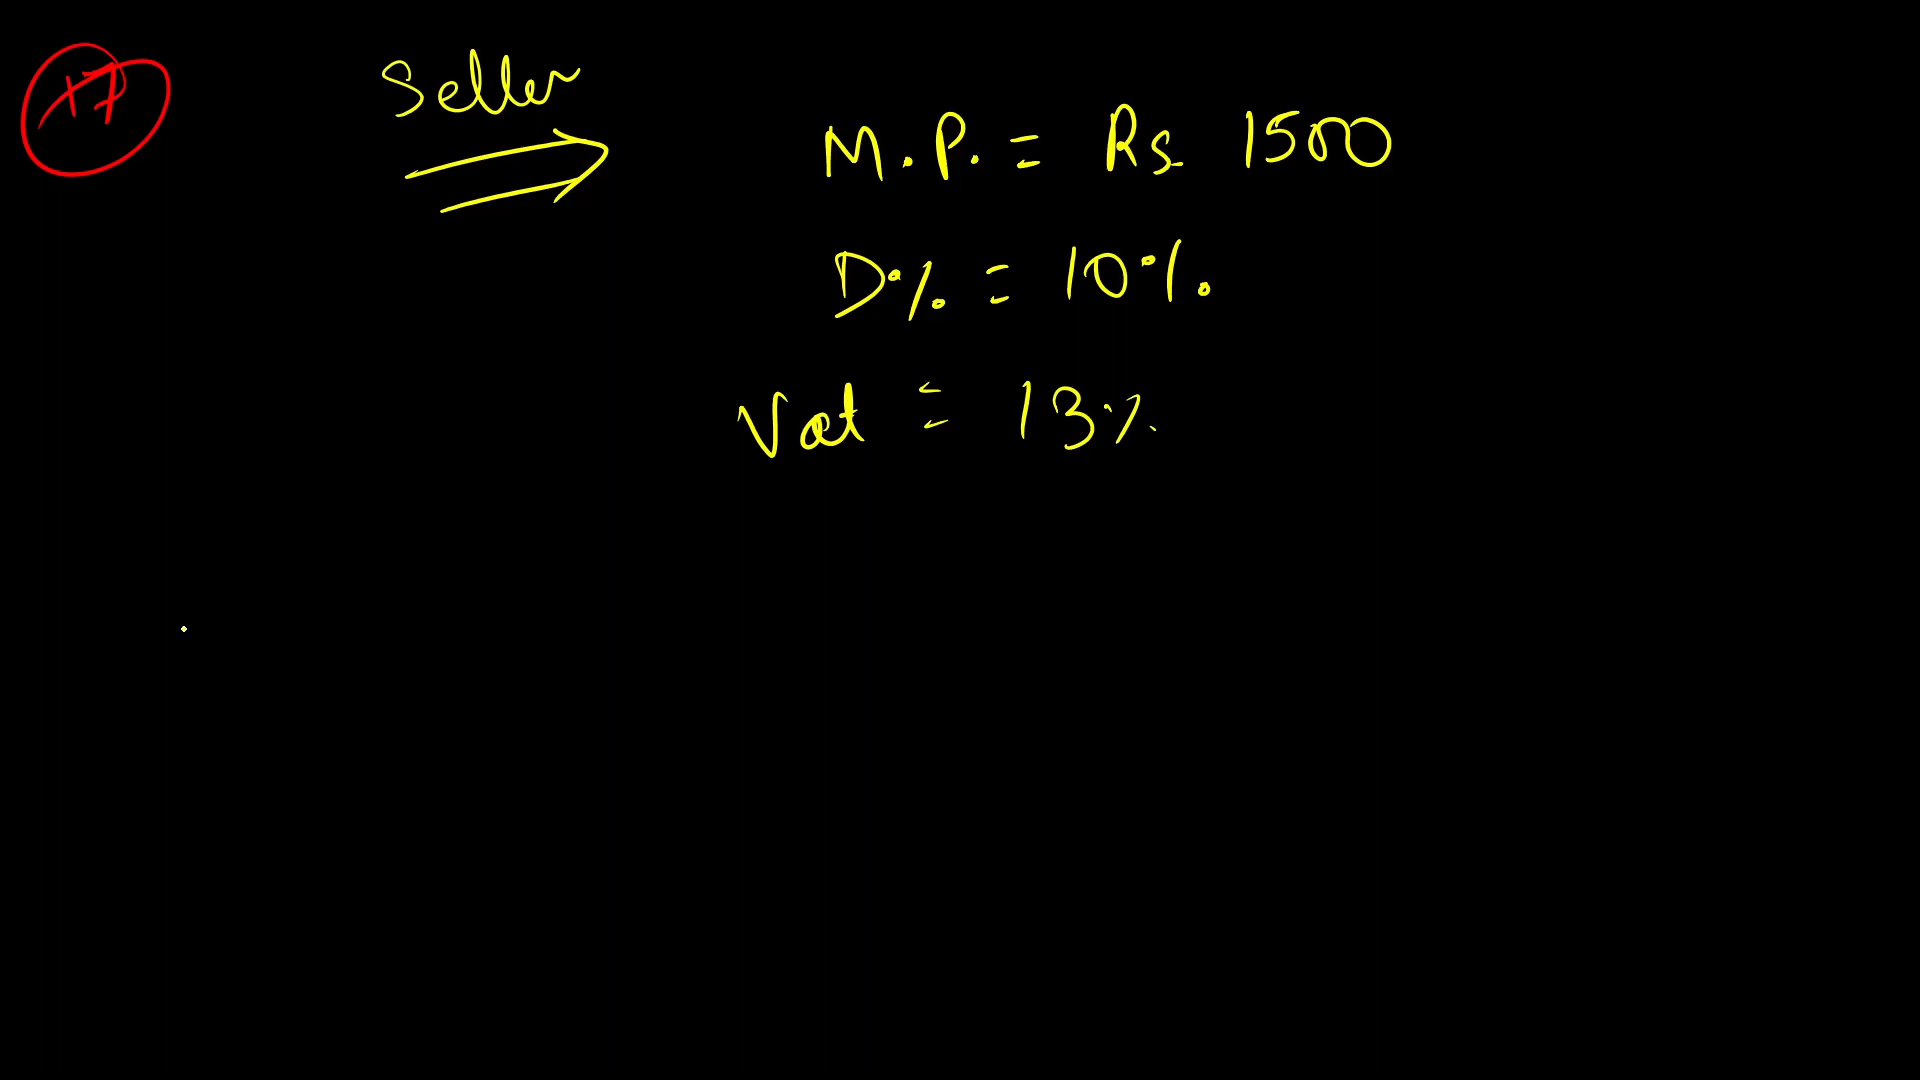 17
Seller
M.P. = Rs. 1500
D% = 10%.
Vat = 13%